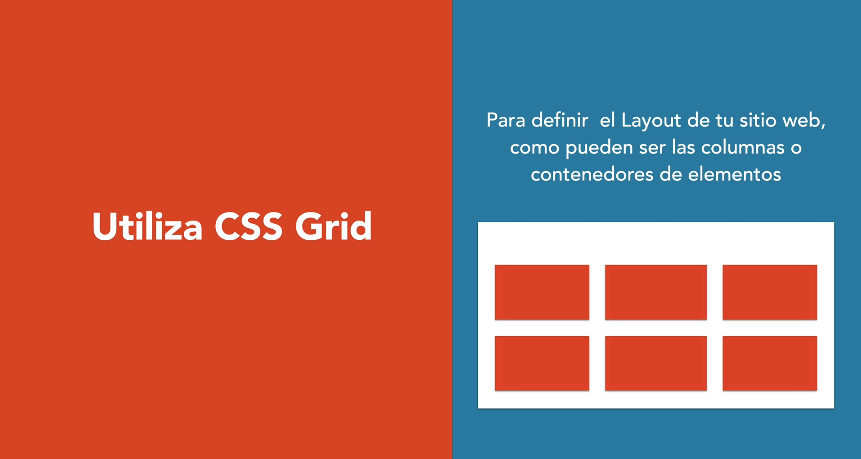 Utiliza CSS Grid
Para definir  el Layout de tu sitio web,
como pueden ser las columnas o
contenedores de elementos